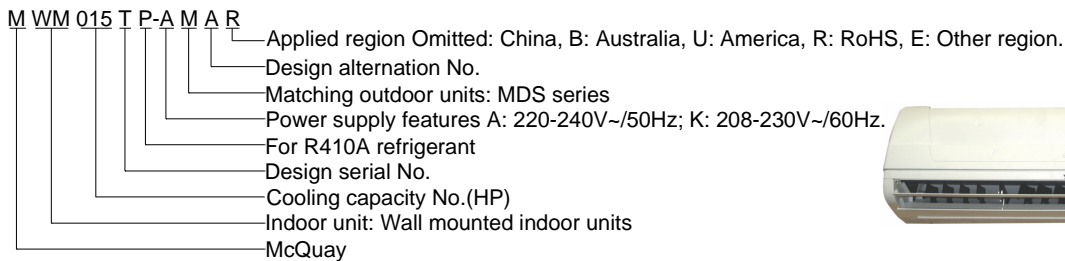 M WM 015 T P-A M A R
Applied region Omitted: China, B: Australia, U: America, R: RoHS, E: Other region.
Design alternation No.
Matching outdoor units: MDS series
Power supply features A: 220-240V~/50Hz; K: 208-230V~/60Hz.
For R410A refrigerant
Design serial No.
Cooling capacity No.(HP)
Indoor unit: Wall mounted indoor units
McQuay